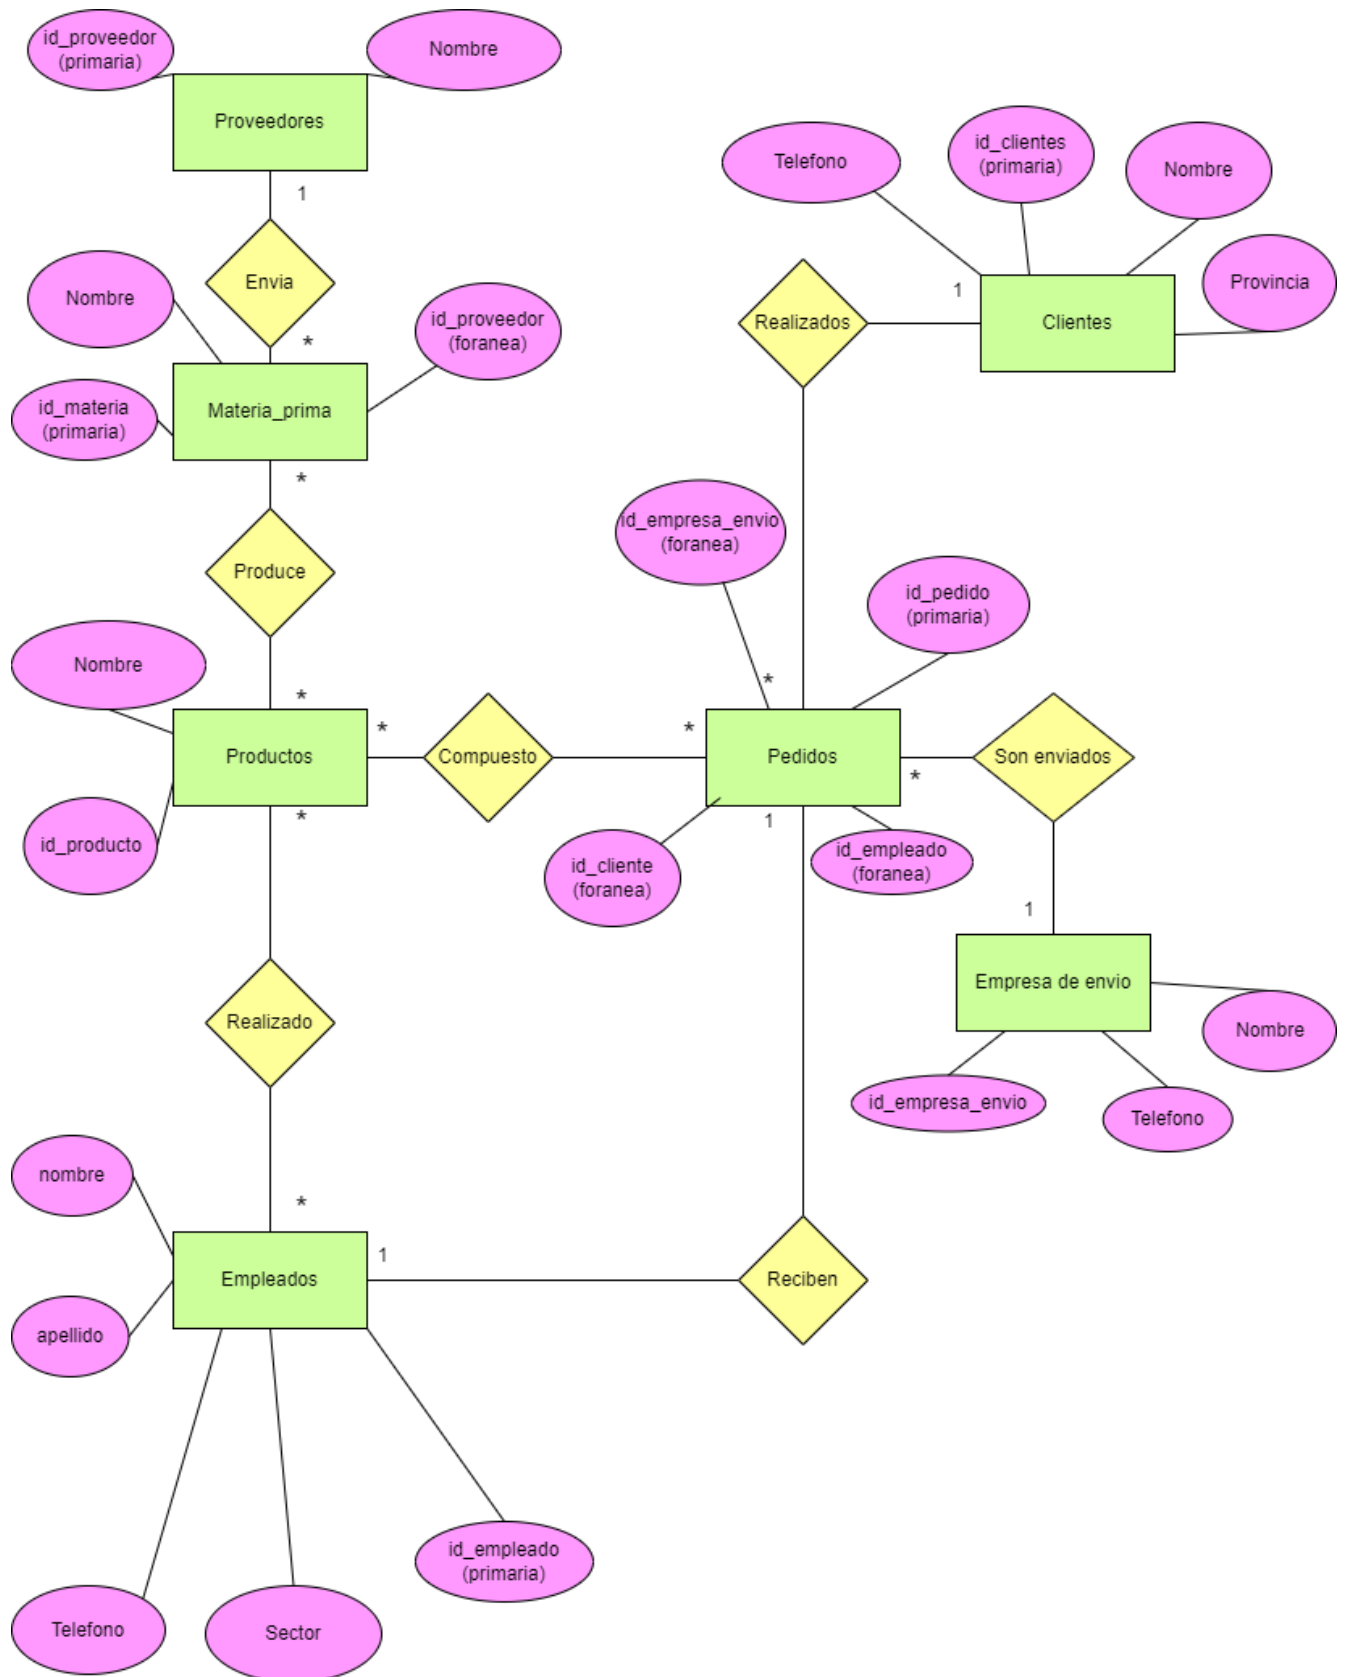 id_proveedor
(primaria)
Nombre
Proveedores
1
Telefono
id_clientes
(primaria)
Nombre
Provincia
Envia
Nombre
*
id_proveedor
(foranea)
1
Realizados
Clientes
id_materia
(primaria)
Materia_prima
*
id_empresa_envio
(foranea)
Produce
id_pedido
(primaria)
Nombre
*
*
*
*
Productos
Compuesto
Pedidos
Son enviados
*
*
1
id_producto
id_cliente
(foranea)
id_empleado
(foranea)
1
Empresa de envio
Realizado
Nombre
id_empresa_envio
Telefono
nombre
*
1
Empleados
Reciben
apellido
id_empleado
(primaria)
Telefono
Sector